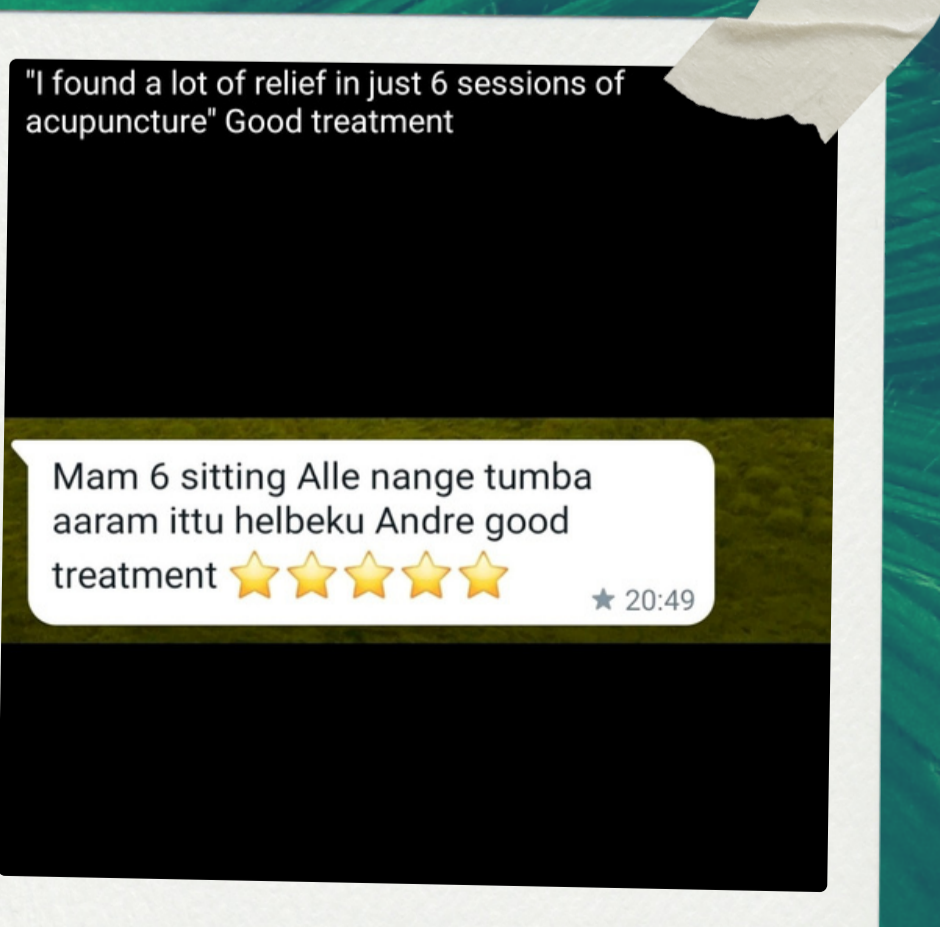 "I found a lot of relief in just 6 sessions of
acupuncture" Good treatment
Mam 6 sitting Alle nange tumba
aaram ittu helbeku Andre good
treatment ⭐⭐⭐⭐⭐
★ 20:49